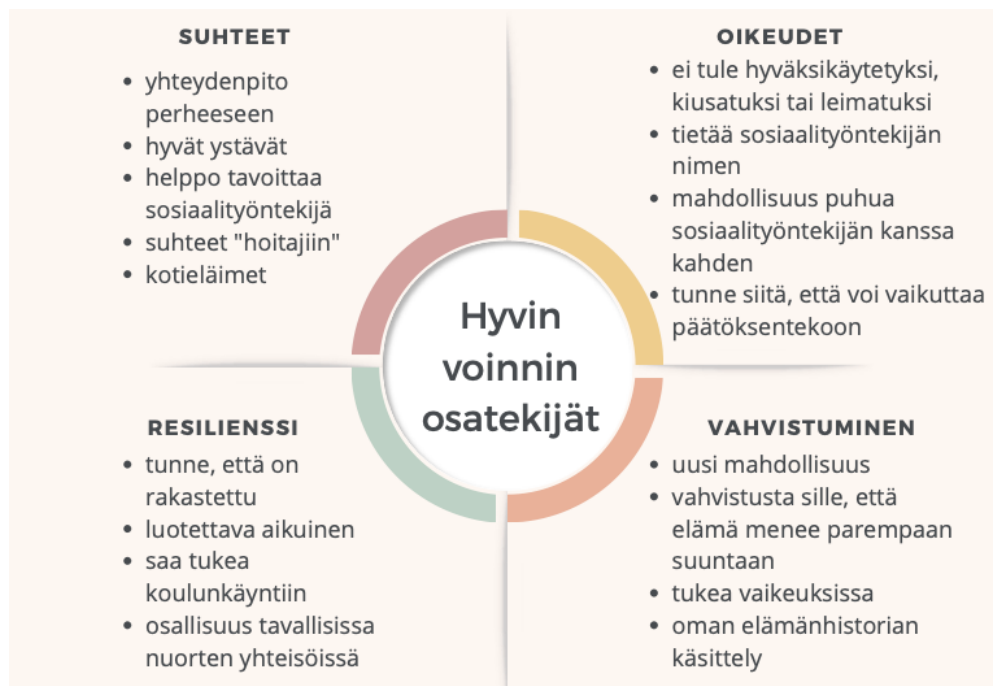 SUHTEET
• yhteydenpito
perheeseen
• hyvät ystävät
• helppo tavoittaa
sosiaalityöntekijä
• suhteet "hoitajiin"
• kotieläimet
OIKEUDET
• ei tule hyväksikäytetyksi,
kiusatuksi tai leimatuksi
• tietää sosiaalityöntekijän
nimen
• mahdollisuus puhua
sosiaalityöntekijän kanssa
kahden
• tunne siitä, että voi vaikuttaa
päätöksentekoon
Hyvin
voinnin
osatekijät
RESILIENSSI
• tunne, että on
rakastettu
• luotettava aikuinen
• saa tukea
koulunkäyntiin
• osallisuus tavallisissa
nuorten yhteisöissä
VAHVISTUMINEN
• uusi mahdollisuus
• vahvistusta sille, että
elämä menee parempaan
suuntaan
• tukea vaikeuksissa
• oman elämänhistorian
käsittely